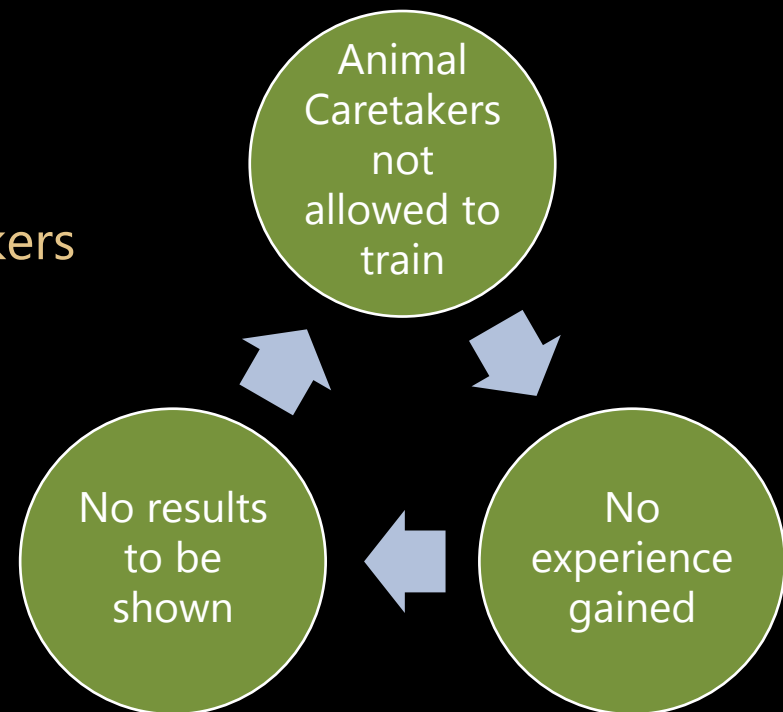 Animal
Caretakers
not
allowed to
train
kers
No results
to be
shown
No
experience
gained